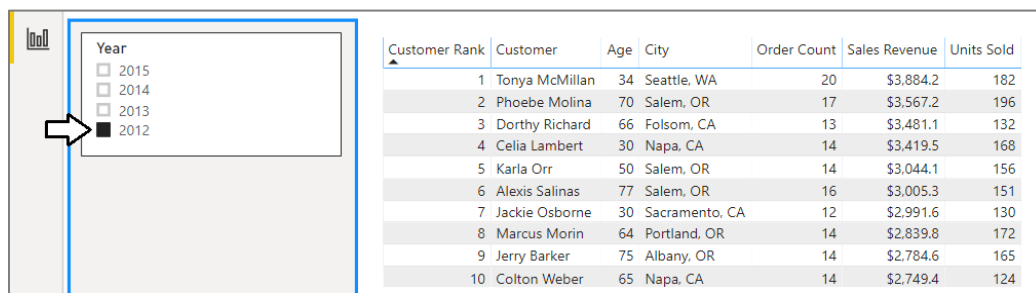 Year
2015
2014
2013
2012
Customer Rank Customer Age City Order Count Sales Revenue Units Sold
1 Tonya McMillan 34 Seattle, WA 20 $3,884.2 182
2 Phoebe Molina 70 Salem, OR 17 $3,567.2 196
3 Dorthy Richard 66 Folsom, CA 13 $3,481.1 132
4 Celia Lambert 30 Napa, CA 14 $3,419.5 168
5 Karla Orr 50 Salem, OR 14 $3,044.1 156
6 Alexis Salinas 77 Salem, OR 16 $3,005.3 151
7 Jackie Osborne 30 Sacramento, CA 12 $2,991.6 130
8 Marcus Morin 64 Portland, OR 14 $2,839.8 172
9 Jerry Barker 75 Albany, OR 14 $2,784.6 165
10 Colton Weber 65 Napa, CA 14 $2,749.4 124